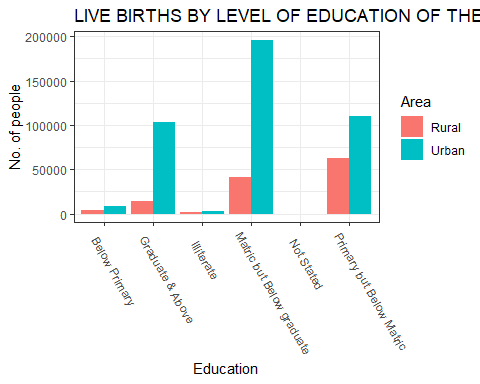 LIVE BIRTHS BY LEVEL OF EDUCATION OF THE
No. of people
200000
150000
100000
50000
0
Below Primary
Graduate & Above
Illiterate
Matric but Below graduate
Not Stated
Primary but Below Matric
Education
Area
Rural
Urban